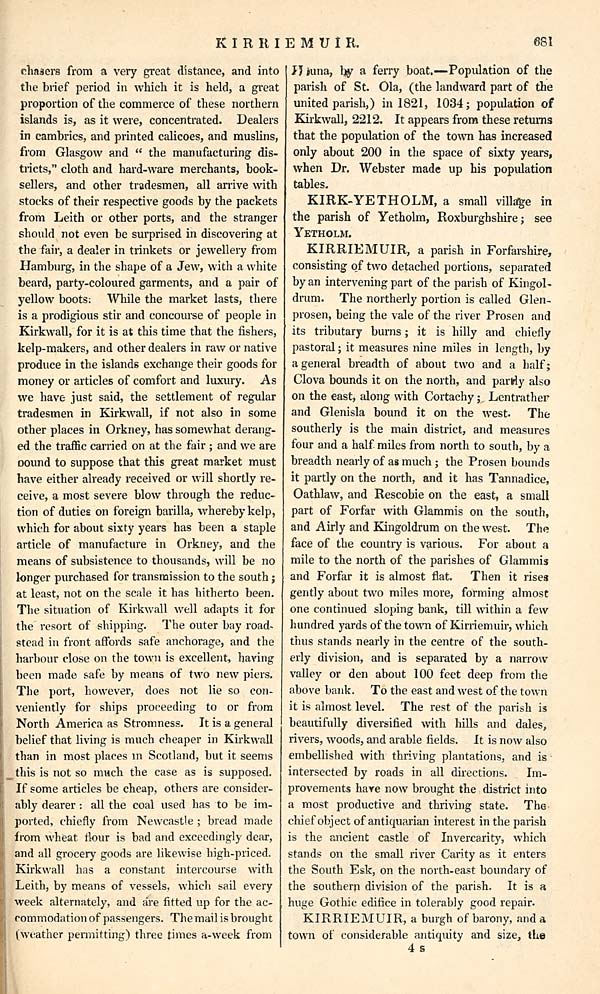 KIRRIEMUIR.
681
chasers from a very great distance, and into
the brief period in which it is held, a great
proportion of the commerce of these northern
islands is, as it were, concentrated. Dealers
in cambrics, and printed calicoes, and muslins,
from Glasgow and “ the manufacturing dis-
tricts,” cloth and hard-ware merchants, book-
sellers, and other tradesmen, all arrive with
stocks of their respective goods by the packets
from Leith or other ports, and the stranger
should not even be surprised in discovering at
the fair, a dealer in trinkets or jewellery from
Hamburg, in the shape of a Jew, with a white
beard, party-coloured garments, and a pair of
yellow boots: While the market lasts, there
is a prodigious stir and concourse of people in
Kirkwall, for it is at this time that the fishers,
kelp-makers, and other dealers in raw or native
produce in the islands exchange their goods for
money or articles of comfort and luxury. As
we have just said, the settlement of regular
tradesmen in Kirkwall, if not also in some
other places in Orkney, has somewhat derang-
ed the traffic carried on at the fair ; and we are
oound to suppose that this great market must
have either already received or will shortly re-
ceive, a most severe blow through the reduc-
tion of duties on foreign barilla, whereby kelp,
which for about sixty years has been a staple
article of manufacture in Orkney, and the
means of subsistence to thousands, will be no
longer purchased for transmission to the south ;
at least, not on the scale it has hitherto been.
The situation of Kirkwall well adapts it for
the resort of shipping. The outer bay road-
stead in front affords safe anchorage, and the
harbour close on the town is excellent, having
been made safe by means of two new piers.
The port, however, does not lie so con-
veniently for ships proceeding to or from
North America as Stromness. It is a general
belief that living is much cheaper in Kirkwall
than in most places in Scotland, but it seems
this is not so much the case as is supposed.
If some articles be cheap, others are consider-
ably dearer : all the coal used has to be im-
ported, chiefly from Newcastle ; bread made
from wheat flour is bad and exceedingly dear,
and all grocery goods are likewise high-priced.
Kirkwall has a constant intercourse with
Leith, by means of vessels, which sail every
week alternately, and are fitted up for the ac-
commodation of passengers. The mail is brought
(weather permitting) three times a-week from
Huna, by a ferry boat.—Population of the
parish of St. Ola, (the landward part of the
united parish,) in 1821, 1034 ; population of
Kirkwall, 2212. It appears from these returns
that the population of the town has increased
only about 200 in the space of sixty years,
when Dr. Webster made up his population
tables.
KIRK-YETHOLM, a small village in
the parish of Yetholm, Roxburghshire ; see
YETHOLM.
KIRRIEMUIR, a parish in Forfarshire,
consisting of two detached portions, separated
by an intervening part of the parish of Kingol-
drum. The northerly portion is called Glen-
prosen, being the vale of the river Prosen and
its tributary burns ; it is hilly and chiefly
pastoral ; it measures nine miles in length, by
a general breadth of about two and a half ;
Clova bounds it on the north, and partly also
on the east, along with Cortachy ; Lentrather
and Glenisla bound it on the west. The
southerly is the main district, and measures
four and a half miles from north to south, by a
breadth nearly of as much ; the Prosen bounds
it partly on the north, and it has Tannadice,
Oathlaw, and Rescobie on the east, a small
part of Forfar with Glammis on the south,
and Airly and Kingoldrum on the west. The
face of the country is various. For about a
mile to the north of the parishes of Glammis
and Forfar it is almost flat. Then it rises
gently about two miles more, forming almost
one continued sloping bank, till within a few
hundred yards of the town of Kirriemuir, which
thus stands nearly in the centre of the south-
erly division, and is separated by a narrow
valley or den about 100 feet deep from the
above bank. To the east and west of the town
it is almost level. The rest of the parish is
beautifully diversified with hills and dales,
rivers, woods, and arable fields. It is now also
embellished with thriving plantations, and is
intersected by roads in all directions. Im-
provements have now brought the district into
a most productive and thriving state. The
chief object of antiquarian interest in the parish
is the ancient castle of Invercarity, which
stands on the small river Carity as it enters
the South Esk, on the north-east boundary of
the southern division of the parish. It is a
huge Gothic edifice in tolerably good repair.
KIRRIEMUIR, a burgh of barony, and a
town of considerable antiquity and size, the
4 s